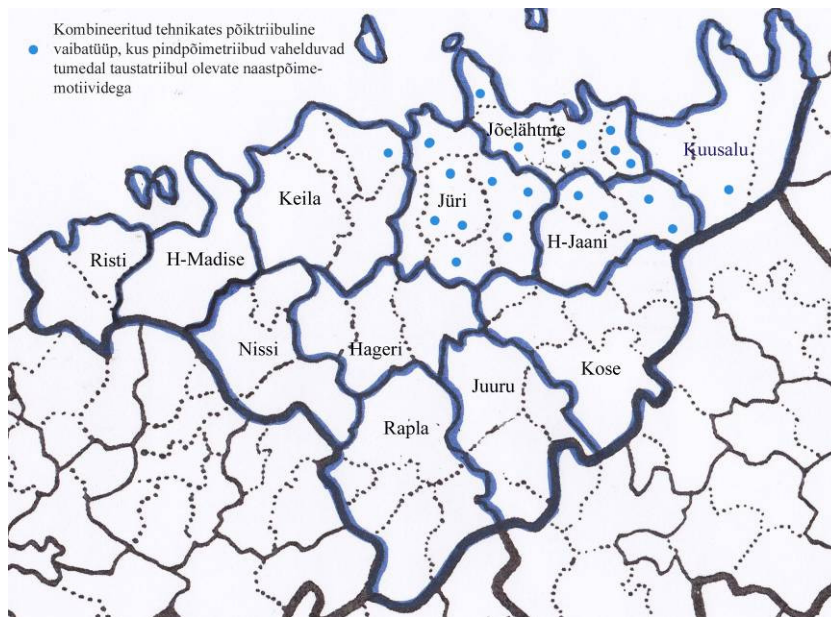 Kombineeritud tehnikates põiktriibuline
vaibatüüp, kus pindpõimetriibud vahelduvad
tumedal taustatriibul olevate naastpõime-
motiividega
Jõelähtme
Kuusalu
Keila
Jüri
H-Jaani
Risti
H-Madise
Nissi
Hageri
Kose
Juuru
Rapla